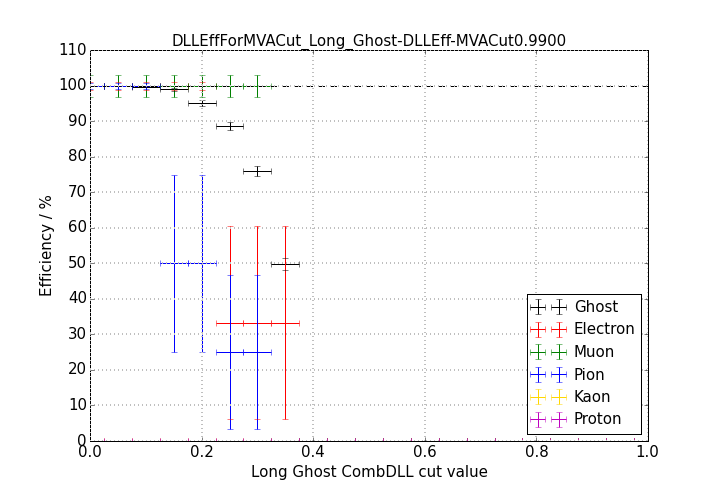 DLLEffForMVACut_Long_Ghost-DLLEff-MVACut0.9900
110
100
90
80
70
60
50
40
30
20
10
0
Efficiency / %
Ghost
Electron
Muon
Pion
Kaon
Proton
0.0 0.2 0.4 0.6 0.8 1.0
Long Ghost CombDLL cut value